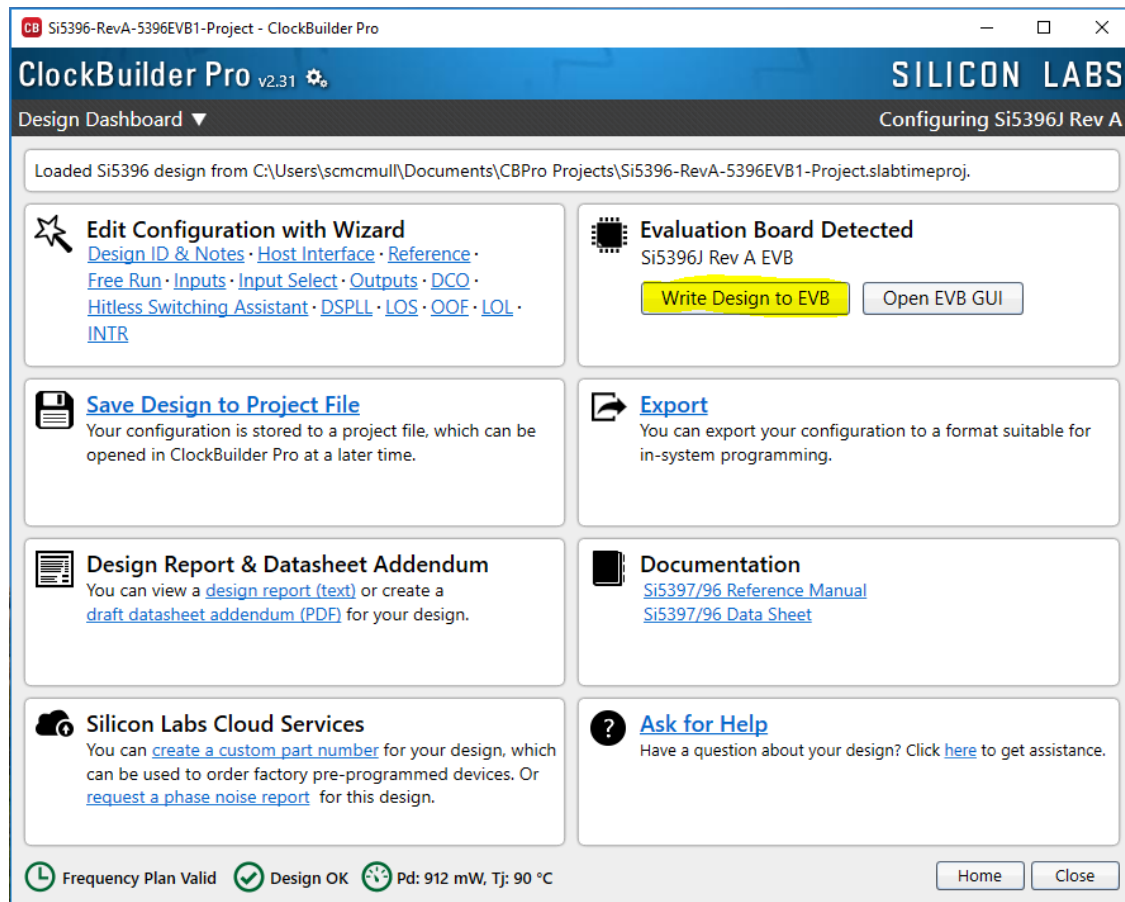 CB Si5396-RevA-5396EVB1-Project - ClockBuilder Pro
ClockBuilder Pro v2.31
SILICON LABS
Design Dashboard ▼
Configuring Si5396J Rev A
Loaded Si5396 design from C:\Users\scmcmull\Documents\CBPro Projects\Si5396-RevA-5396EVB1-Project.slabtimeproj.
Edit Configuration with Wizard
Design ID & Notes · Host Interface · Reference ·
Free Run · Inputs · Input Select · Outputs · DCO ·
Hitless Switching Assistant · DSPLL · LOS · OOF · LOL ·
INTR
Evaluation Board Detected
Si5396J Rev A EVB
Write Design to EVB
Open EVB GUI
Save Design to Project File
Your configuration is stored to a project file, which can be
opened in ClockBuilder Pro at a later time.
Export
You can export your configuration to a format suitable for
in-system programming.
Design Report & Datasheet Addendum
You can view a design report (text) or create a
draft datasheet addendum (PDF) for your design.
Documentation
Si5397/96 Reference Manual
Si5397/96 Data Sheet
Silicon Labs Cloud Services
You can create a custom part number for your design, which
can be used to order factory pre-programmed devices. Or
request a phase noise report for this design.
? Ask for Help
Have a question about your design? Click here to get assistance.
Frequency Plan Valid
Design OK
Pd: 912 mW, Tj: 90 °C
Home
Close